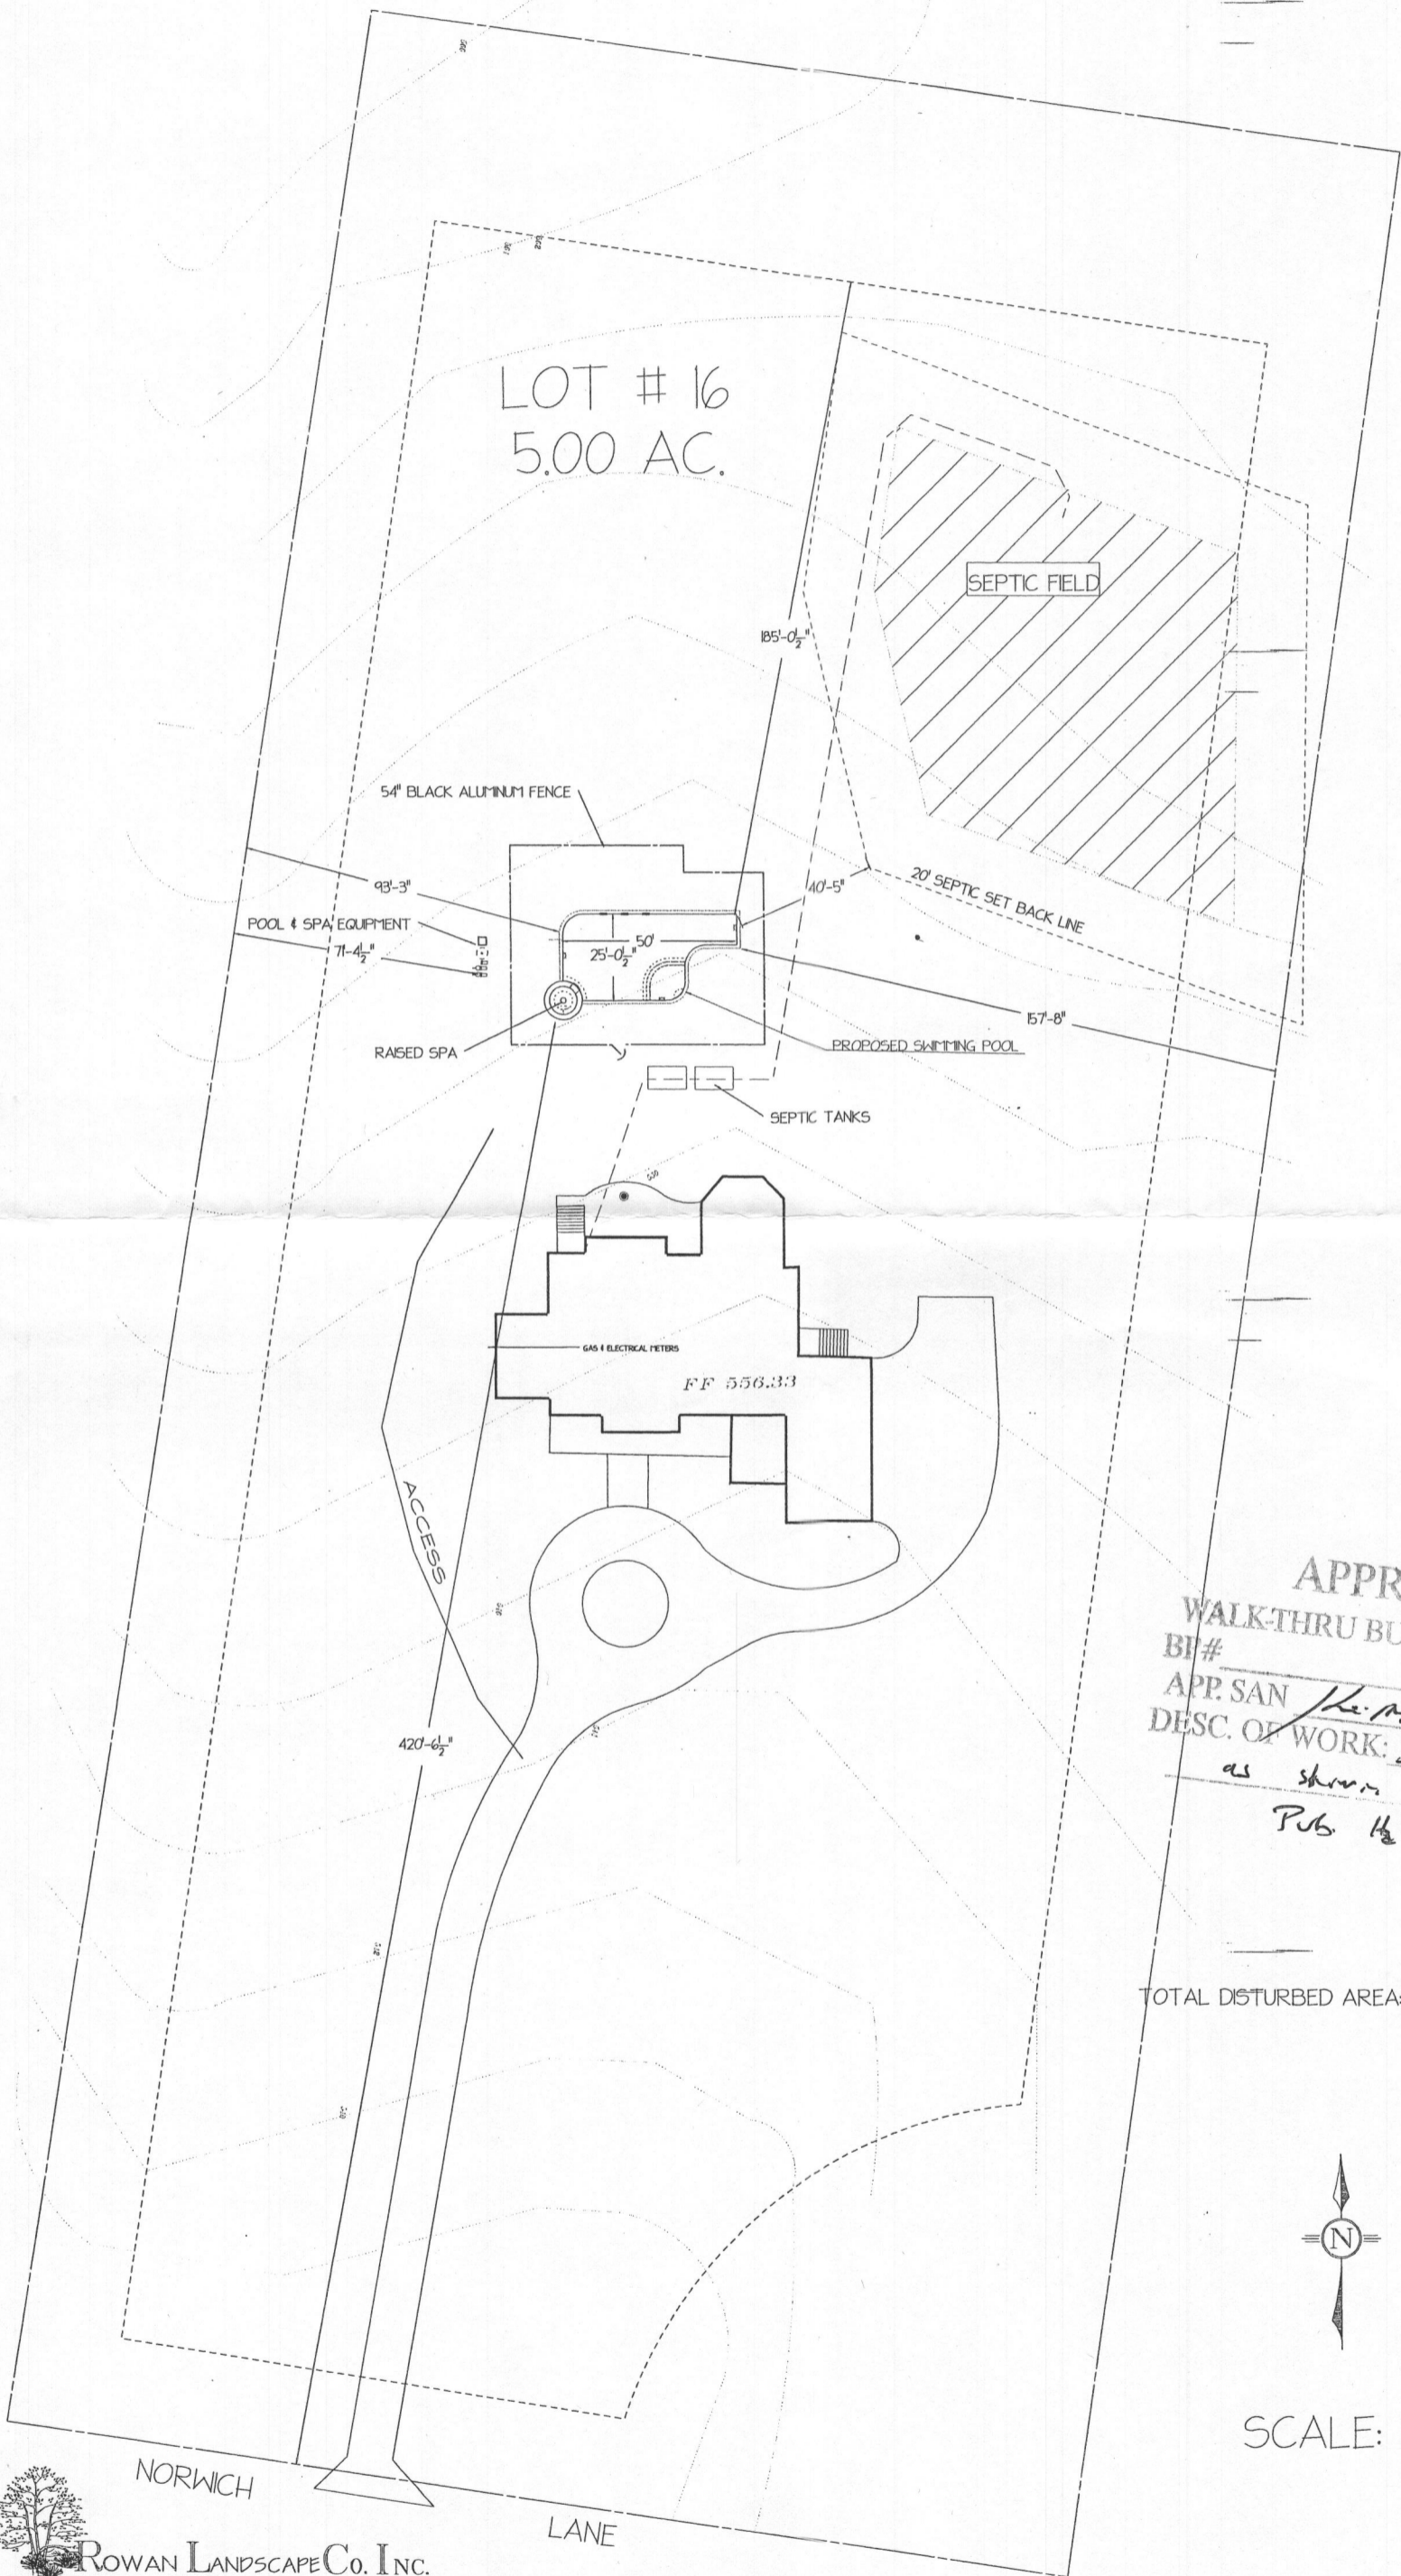 LOT # 16
5.00 AC.
SEPTIC FIELD
185'-0½"
54" BLACK ALUMINUM FENCE
93'-3"
40'-5"
20' SEPTIC SET BACK LINE
POOL & SPA EQUIPMENT
71'-4½"
50'
25'-0½"
157'-8"
RAISED SPA
PROPOSED SWIMMING POOL
SEPTIC TANKS
GAS & ELECTRICAL METERS
FF 556.33
ACCESS
APPR
WALK-THRU BU
BP#
APP. SAN
DESC. OF WORK:
as shown
Pub. H2
420'-6½"
TOTAL DISTURBED AREA:
N
SCALE:
NORWICH
LANE
ROWAN LANDSCAPE CO. INC.